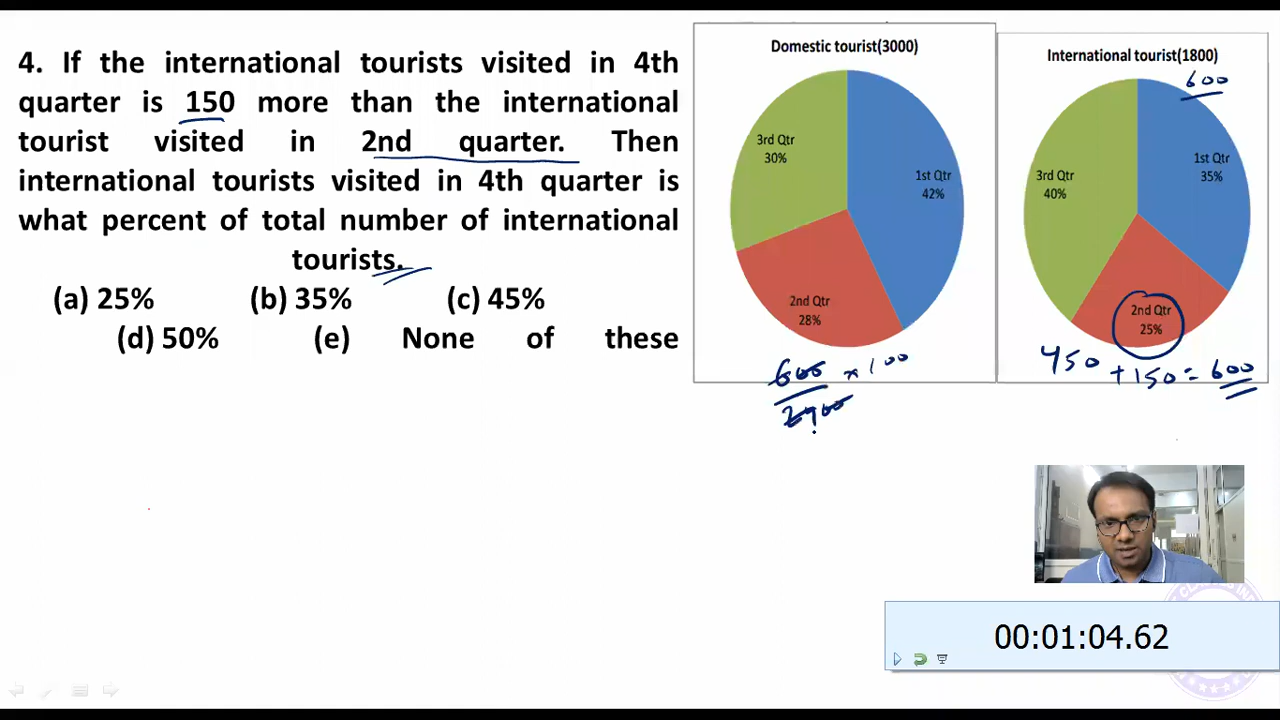 4. If the international tourists visited in 4th
quarter is 150 more than the international
tourist visited in 2nd quarter. Then
international tourists visited in 4th quarter is
what percent of total number of international
tourists.
(a) 25% (b) 35% (c) 45%
(d) 50% (e) None of these
Domestic tourist(3000)
3rd Qtr
30%
1st Qtr
42%
2nd Qtr
28%
600 × 100
2400
International tourist(1800)
600
1st Qtr
35%
3rd Qtr
40%
2nd Qtr
25%
450 + 150 = 600
00:01:04.62